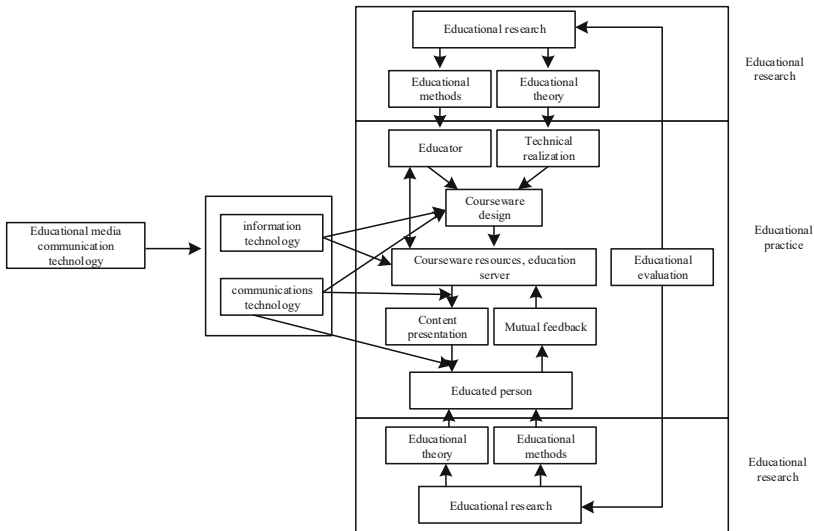 Educational research
Educational
research
Educational
methods
Educational
theory
Educator
Technical
realization
Courseware
design
Educational media
communication
technology
information
technology
Educational
practice
Courseware resources, education
server
Educational
evaluation
communications
technology
Content
presentation
Mutual feedback
Educated person
Educational
theory
Educational
methods
Educational
research
Educational research